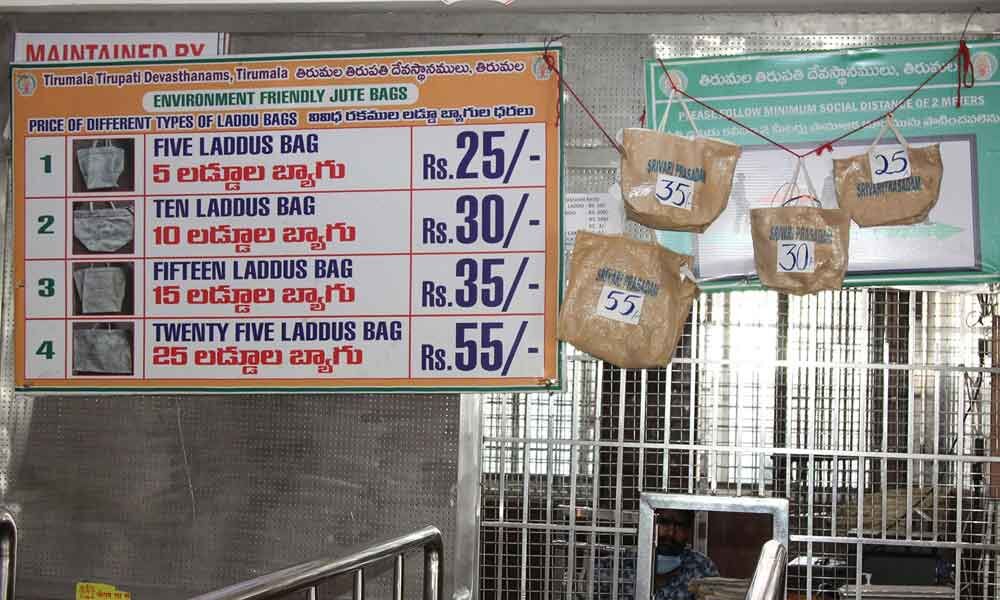 MAINTAINED BY
Tirumala Tirupati Devasthanams, Tirumala తిరుమల తిరుపతి దేవస్థానములు, తిరుమల
ENVIRONMENT FRIENDLY JUTE BAGS
PRICE OF DIFFERENT TYPES OF LADDU BAGS వివిధ రకముల లడ్డూ బ్యాగుల ధరలు
1 FIVE LADDUS BAG Rs.25/-
5 లడ్డూల బ్యాగు
2 TEN LADDUS BAG Rs.30/-
10 లడ్డూల బ్యాగు
3 FIFTEEN LADDUS BAG Rs.35/-
15 లడ్డూల బ్యాగు
4 TWENTY FIVE LADDUS BAG Rs.55/-
25 లడ్డూల బ్యాగు
తిరుమల తిరుపతి దేవస్థానములు, తిరుమల
PLEASE FOLLOW MINIMUM SOCIAL DISTANCE OF 2 METERS
SRIVARI PRASADAM
35/-
25
SRIVARI PRASADAM
SRIVARI PRASADAM
30
SRIVARI PRASADAM
55/-